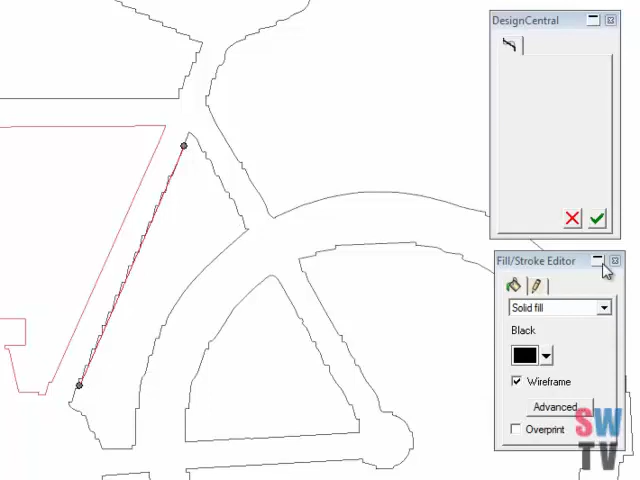 DesignCentral
Fill/Stroke Editor
Solid fill
Black
Wireframe
Advanced
Overprint
SW
TV